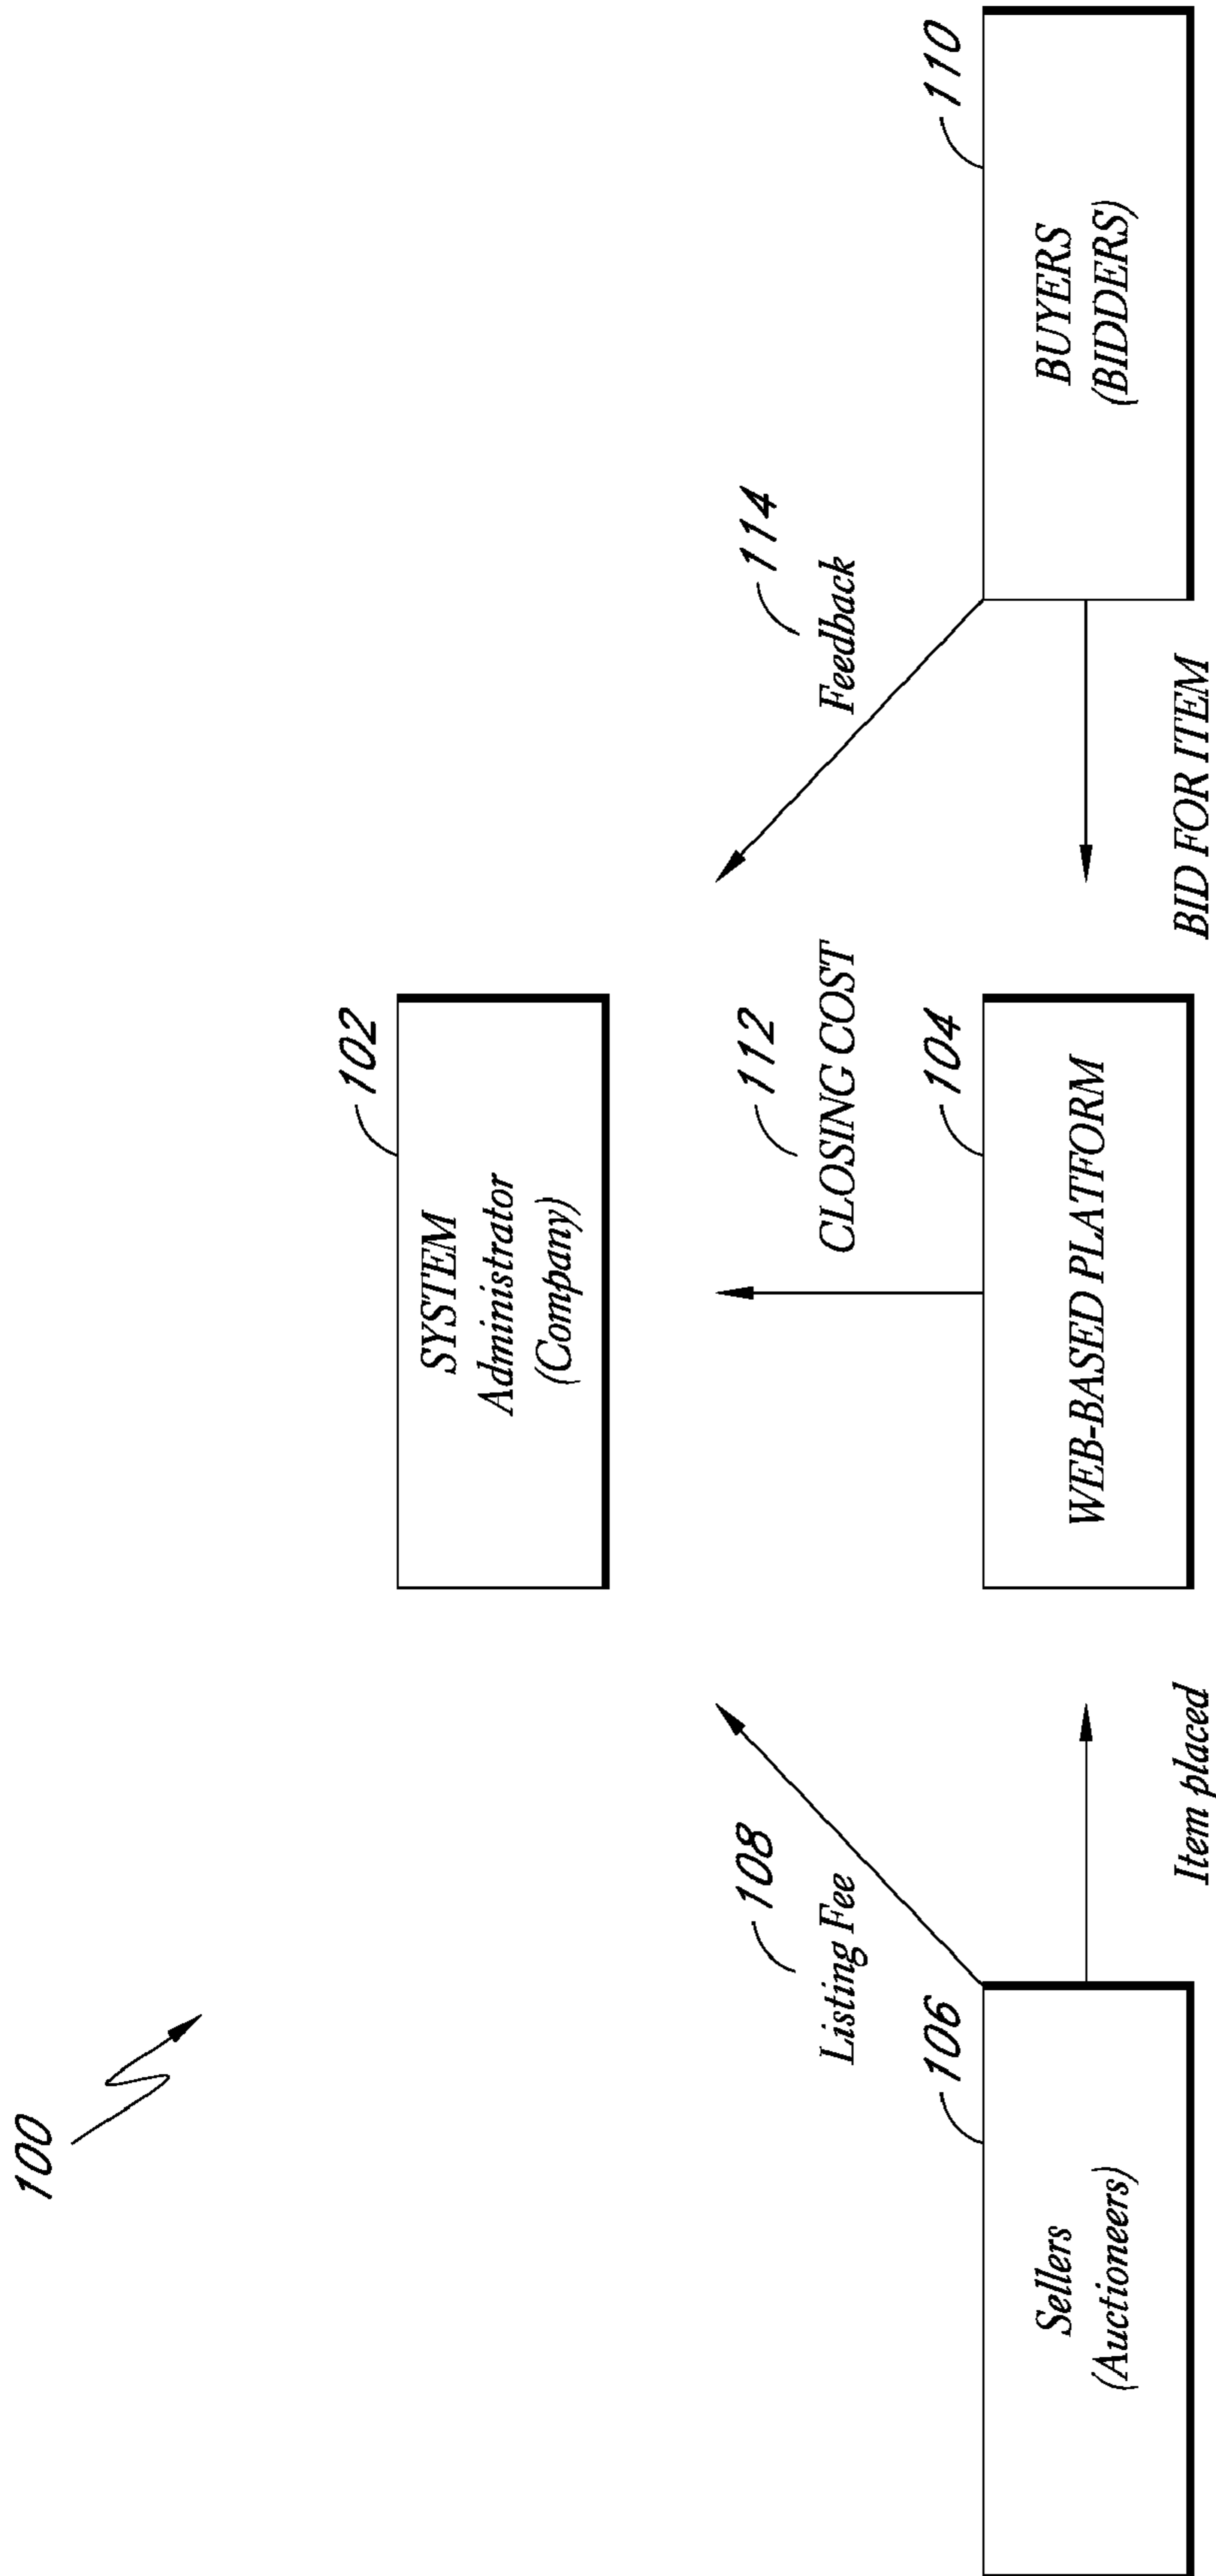 100
102
SYSTEM
Administrator
(Company)
108
Listing Fee
112
CLOSING COST
114
Feedback
106
Sellers
(Auctioneers)
104
WEB-BASED PLATFORM
110
BUYERS
(BIDDERS)
Item placed
BID FOR ITEM